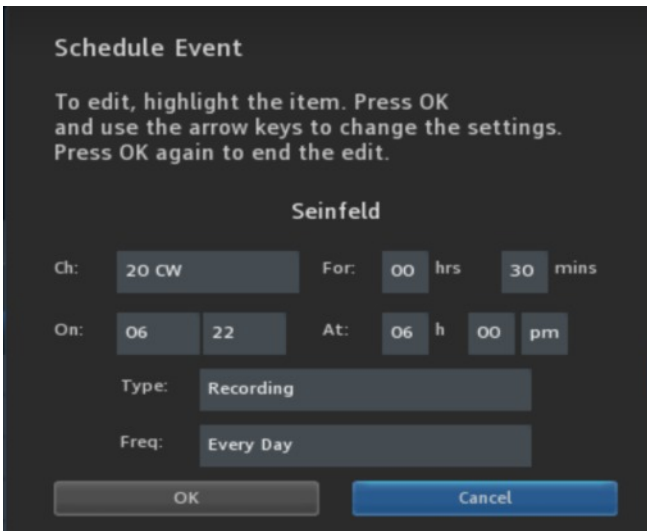 Schedule Event
To edit, highlight the item. Press OK
and use the arrow keys to change the settings.
Press OK again to end the edit.
Seinfeld
Ch: 20 CW For: 00 hrs 30 mins
On: 06 22 At: 06 h 00 pm
Type: Recording
Freq: Every Day
OK Cancel